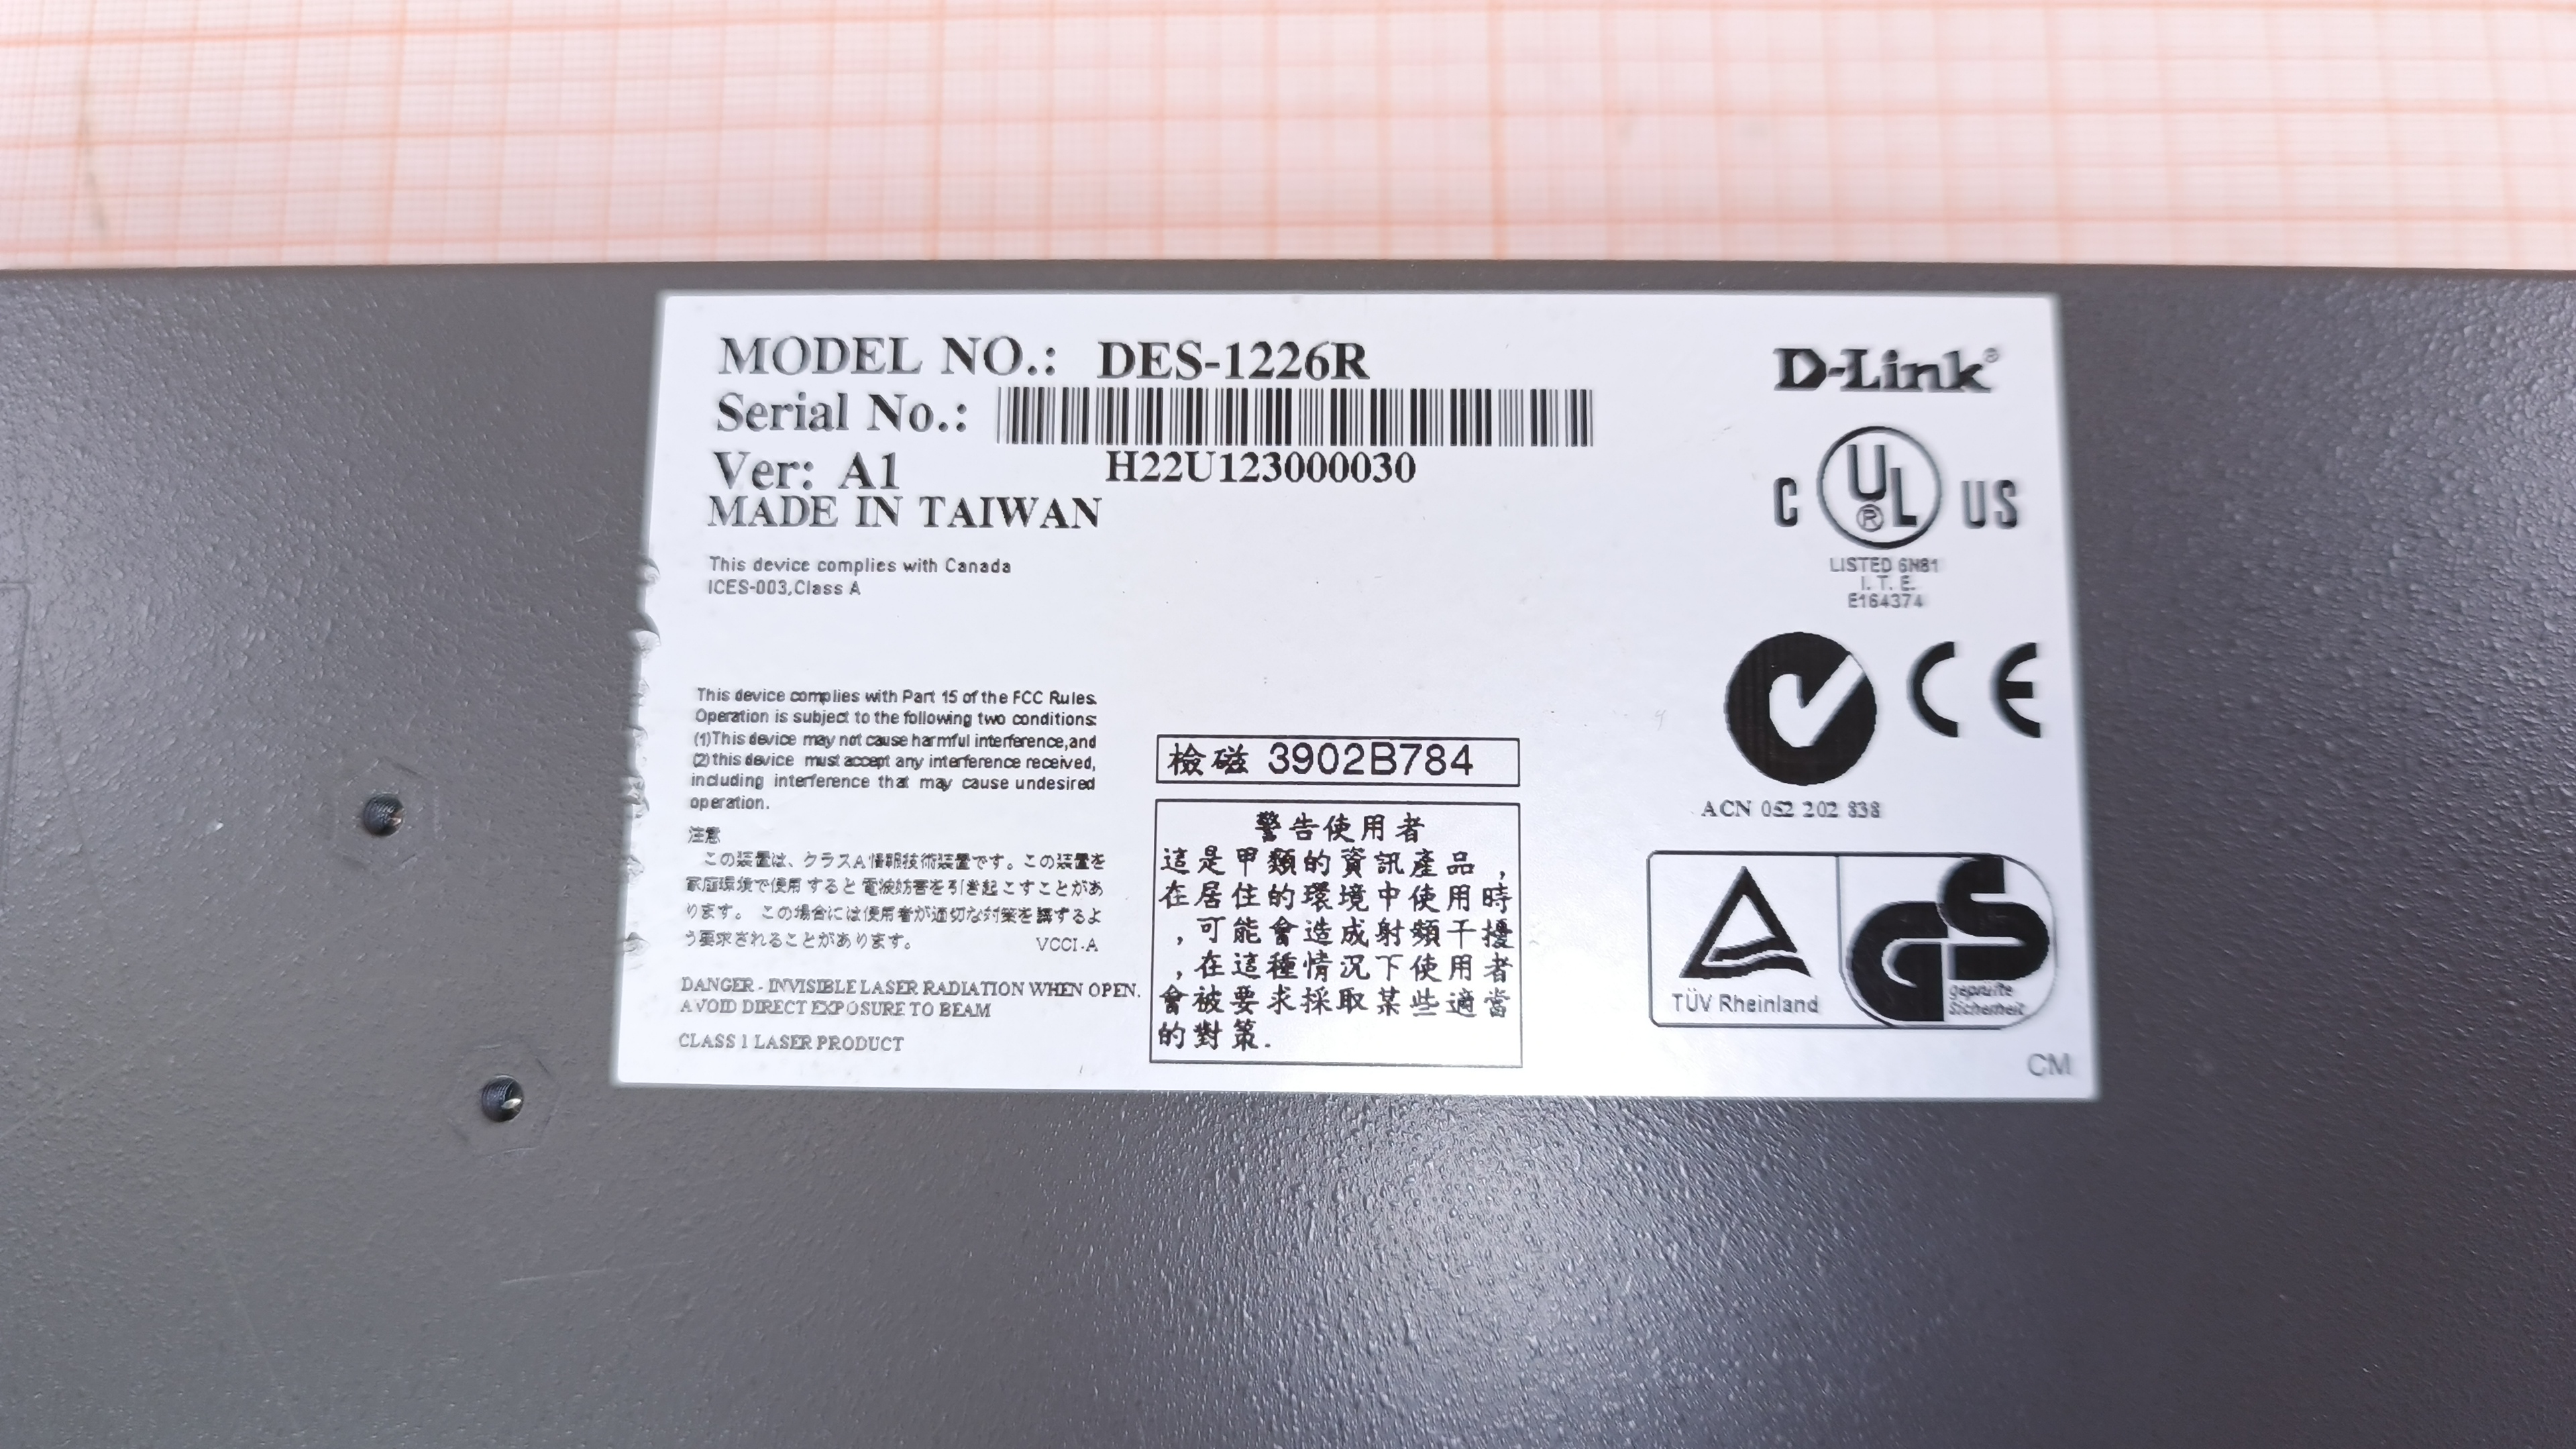 MODEL NO.: DES-1226R
Serial No.:
Ver: A1 H22U123000030
MADE IN TAIWAN
This device complies with Canada
ICES-003,Class A
This device complies with Part 15 of the FCC Rules.
Operation is subject to the following two conditions:
(1)This device may not cause harmful interference,and
(2)this device must accept any interference received,
including interference that may cause undesired
operation.
注意
この装置は、クラスA情報技術装置です。この装置を
家庭環境で使用すると電波妨害を引き起こすことがあ
ります。この場合には使用者が適切な対策を講ずるよ
う要求されることがあります。 VCCI-A
DANGER - INVISIBLE LASER RADIATION WHEN OPEN.
AVOID DIRECT EXPOSURE TO BEAM
CLASS 1 LASER PRODUCT
檢磁 3902B784
警告使用者
這是甲類的資訊產品,
在居住的環境中使用時
,可能會造成射頻干擾
,在這種情況下使用者
會被要求採取某些適當
的對策.
D-Link®
C UL® US
LISTED 6N81
I. T. E.
E164374
CE
ACN 052 202 838
TÜV Rheinland
GS
geprüfte
Sicherheit
CM